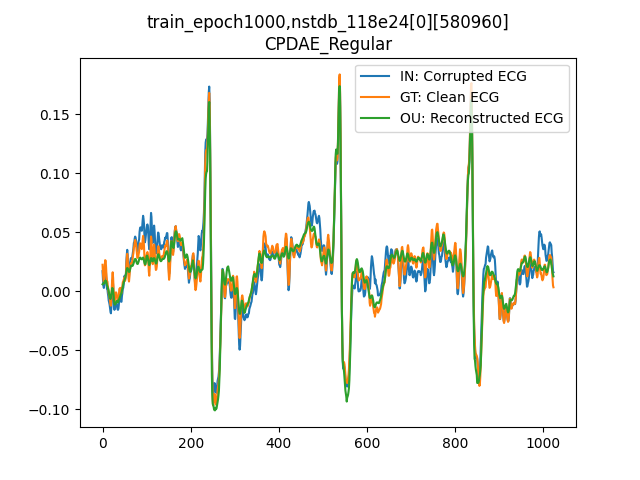 train_epoch1000,nstdb_118e24[0][580960]
CPDAE_Regular
IN: Corrupted ECG
GT: Clean ECG
OU: Reconstructed ECG
0.15
0.10
0.05
0.00
−0.05
−0.10
0 200 400 600 800 1000